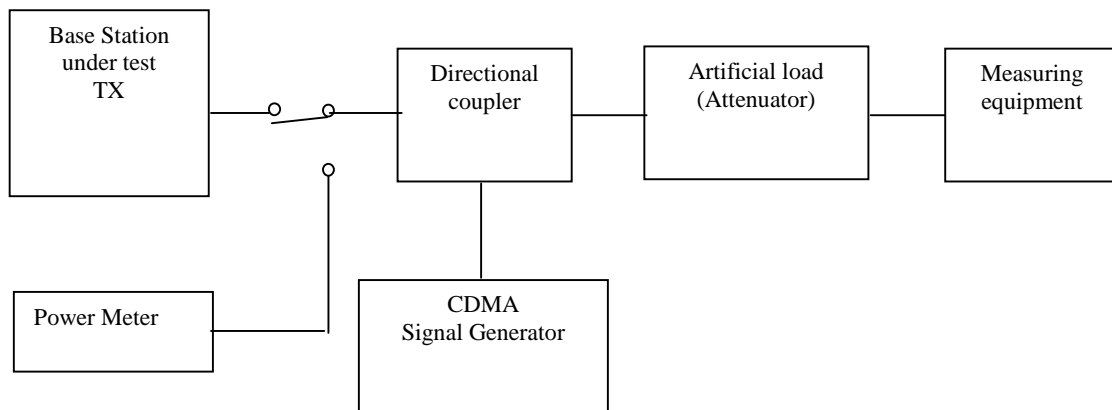 Base Station
under test
TX
Directional
coupler
Artificial load
(Attenuator)
Measuring
equipment
Power Meter
CDMA
Signal Generator